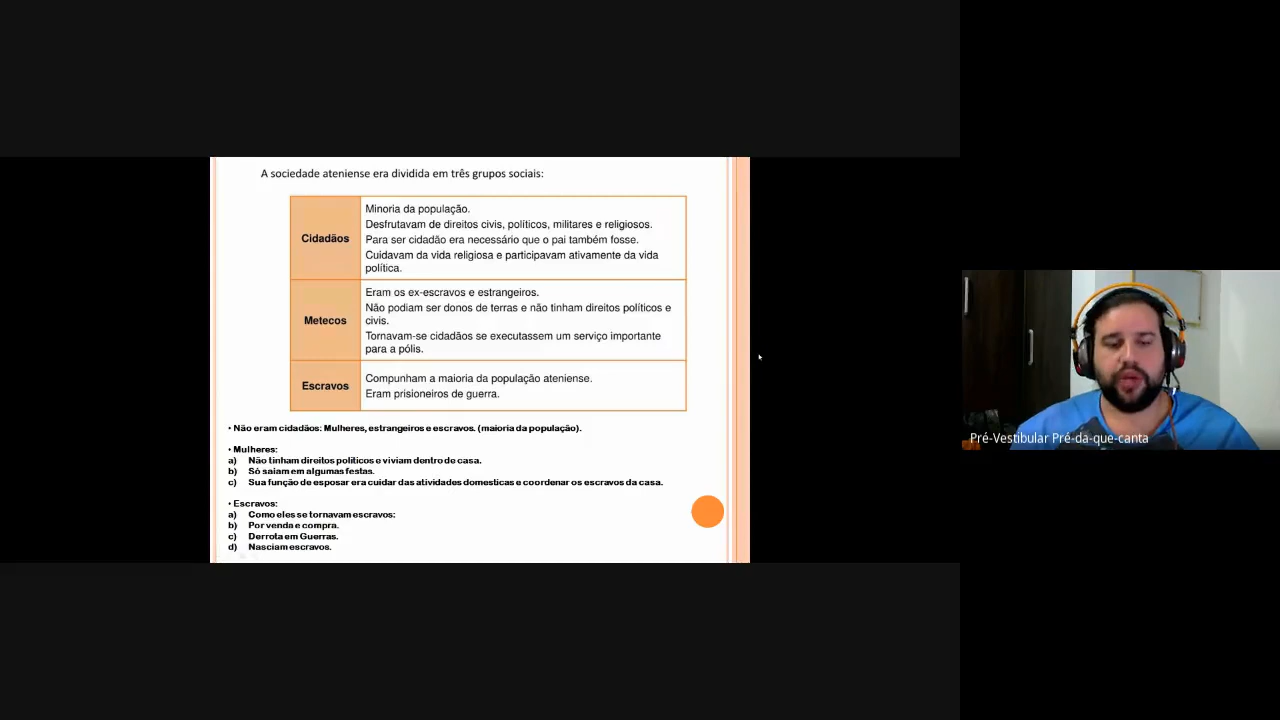 A sociedade ateniense era dividida em três grupos sociais:
Cidadãos
Minoria da população.
Desfrutavam de direitos civis, políticos, militares e religiosos.
Para ser cidadão era necessário que o pai também fosse.
Cuidavam da vida religiosa e participavam ativamente da vida
política.
Metecos
Eram os ex-escravos e estrangeiros.
Não podiam ser donos de terras e não tinham direitos políticos e
civis.
Tornavam-se cidadãos se executassem um serviço importante
para a pólis.
Escravos
Compunham a maioria da população ateniense.
Eram prisioneiros de guerra.
• Não eram cidadãos: Mulheres, estrangeiros e escravos. (maioria da população).
• Mulheres:
a) Não tinham direitos políticos e viviam dentro de casa.
b) Só saiam em algumas festas.
c) Sua função de esposar era cuidar das atividades domesticas e coordenar os escravos da casa.
• Escravos:
a) Como eles se tornavam escravos:
b) Por venda e compra.
c) Derrota em Guerras.
d) Nasciam escravos.
Pré-Vestibular Pré-da-que-canta